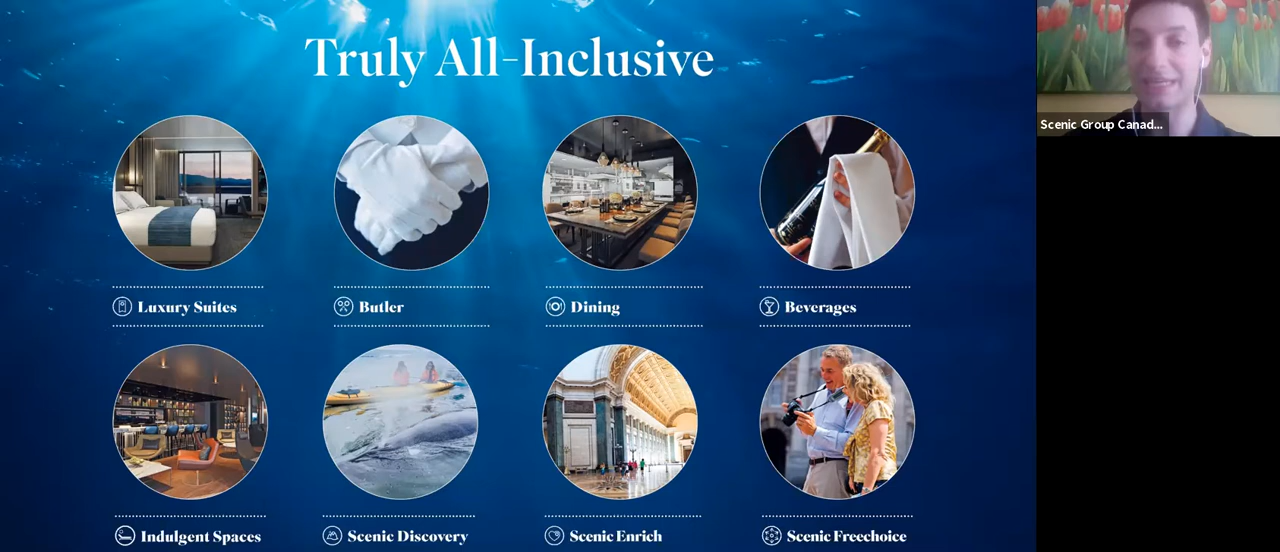 Truly All-Inclusive
Scenic Group Canad...
Luxury Suites
Butler
Dining
Beverages
Indulgent Spaces
Scenic Discovery
Scenic Enrich
Scenic Freechoice